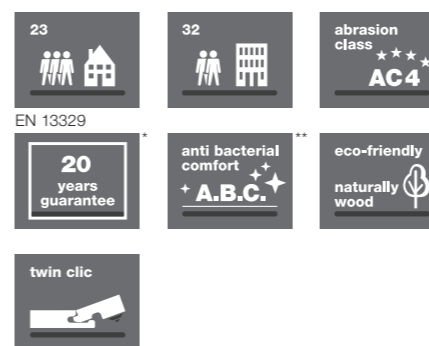 23
32
abrasion
class
AC4
EN 13329
20
years
guarantee
*
anti bacterial
comfort
A.B.C.
**
eco-friendly
naturally
wood
twin clic